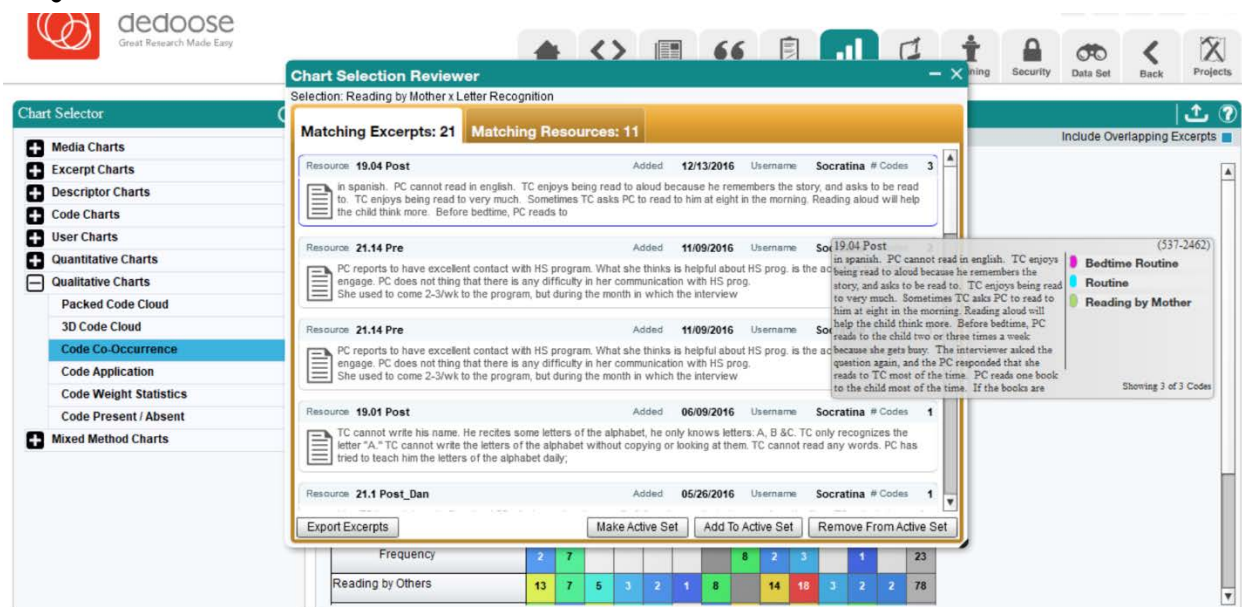 dedoose
Great Research Made Easy
ning
Security
Data Set
Back
Projects
Chart Selector
Media Charts
Excerpt Charts
Descriptor Charts
Code Charts
User Charts
Quantitative Charts
Qualitative Charts
Packed Code Cloud
3D Code Cloud
Code Co-Occurrence
Code Application
Code Weight Statistics
Code Present / Absent
Mixed Method Charts
Include Overlapping Excerpts
Chart Selection Reviewer
Selection: Reading by Mother x Letter Recognition
Matching Excerpts: 21 Matching Resources: 11
Resource 19.04 Post Added 12/13/2016 Username Socratina # Codes 3
in spanish. PC cannot read in english. TC enjoys being read to aloud because he remembers the story, and asks to be read
to. TC enjoys being read to very much. Sometimes TC asks PC to read to him at eight in the morning. Reading aloud will help
the child think more. Before bedtime, PC reads to
Resource 21.14 Pre Added 11/09/2016 Username So
PC reports to have excellent contact with HS program. What she thinks is helpful about HS prog. is the ac
engage. PC does not thing that there is any difficulty in her communication with HS prog.
She used to come 2-3/wk to the program, but during the month in which the interview
Resource 21.14 Pre Added 11/09/2016 Username So
PC reports to have excellent contact with HS program. What she thinks is helpful about HS prog. is the ac
engage. PC does not thing that there is any difficulty in her communication with HS prog.
She used to come 2-3/wk to the program, but during the month in which the interview
Resource 19.01 Post Added 06/09/2016 Username Socratina # Codes 1
TC cannot write his name. He recites some letters of the alphabet, he only knows letters: A, B &C. TC only recognizes the
letter "A." TC cannot write the letters of the alphabet without copying or looking at them. TC cannot read any words. PC has
tried to teach him the letters of the alphabet daily;
Resource 21.1 Post_Dan Added 05/26/2016 Username Socratina # Codes 1
Export Excerpts Make Active Set Add To Active Set Remove From Active Set
19.04 Post (537-2462)
in spanish. PC cannot read in english. TC enjoys
being read to aloud because he remembers the
story, and asks to be read to. TC enjoys being read
to very much. Sometimes TC asks PC to read to
him at eight in the morning. Reading aloud will
help the child think more. Before bedtime, PC
reads to the child two or three times a week
because she gets busy. The interviewer asked the
question again, and the PC responded that she
reads to TC most of the time. PC reads one book
to the child most of the time. If the books are
Bedtime Routine
Routine
Reading by Mother
Showing 3 of 3 Codes
Frequency 2 7 8 2 3 1 23
Reading by Others 13 7 5 3 2 1 8 14 18 3 2 2 78